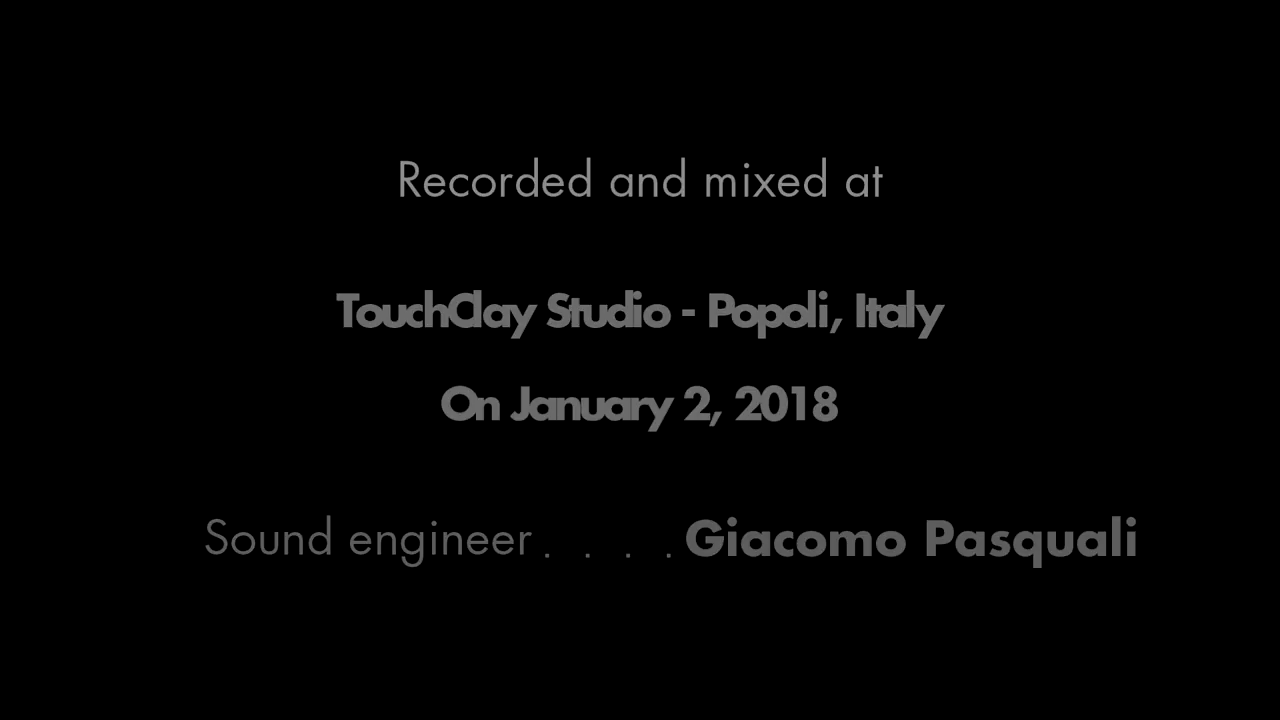 Recorded and mixed at
TouchClay Studio - Popoli, Italy
On January 2, 2018
Sound engineer . . . . Giacomo Pasquali